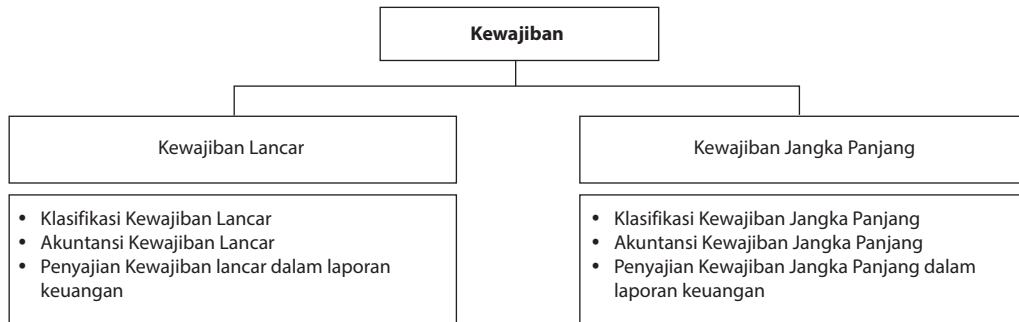 Kewajiban
Kewajiban Lancar
• Klasifikasi Kewajiban Lancar
• Akuntansi Kewajiban Lancar
• Penyajian Kewajiban lancar dalam laporan
keuangan
Kewajiban Jangka Panjang
• Klasifikasi Kewajiban Jangka Panjang
• Akuntansi Kewajiban Jangka Panjang
• Penyajian Kewajiban Jangka Panjang dalam
laporan keuangan